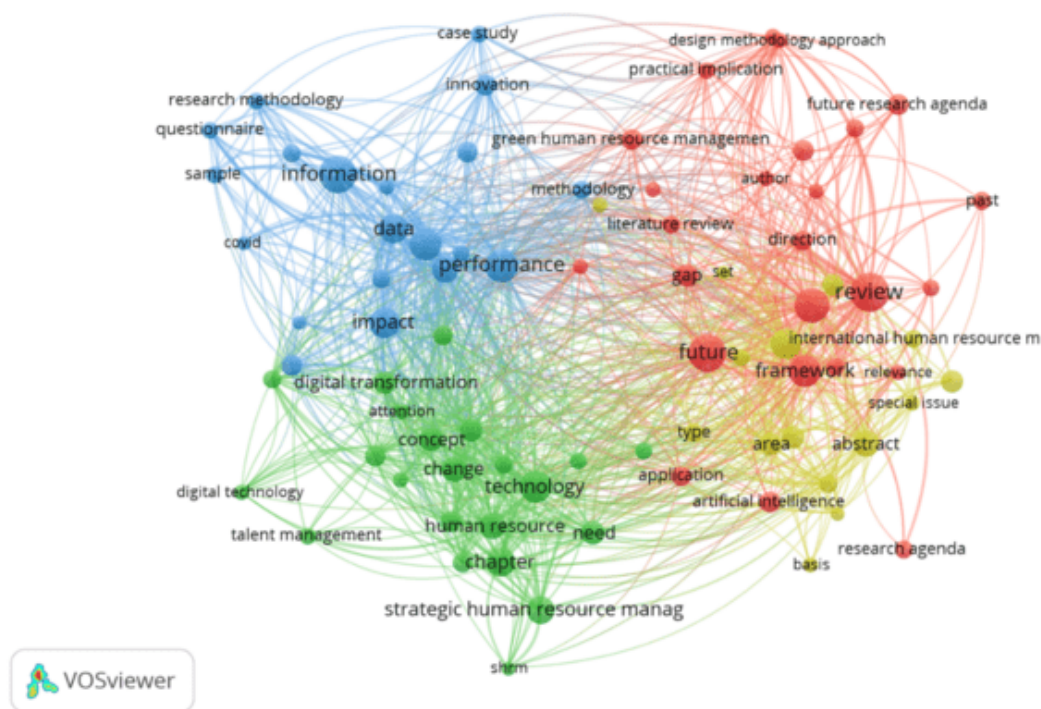 case study
design methodology approach
practical implication
innovation
research methodology
future research agenda
questionnaire
green human resource managemen
information
sample
author
methodology
past
literature review
data
covid
direction
performance
gap
set
review
impact
international human resource m
future
framework
relevance
digital transformation
special issue
attention
type
concept
area
abstract
change
application
technology
digital technology
artificial intelligence
human resource
talent management
need
research agenda
chapter
basis
strategic human resource manag
shrm
VOSviewer